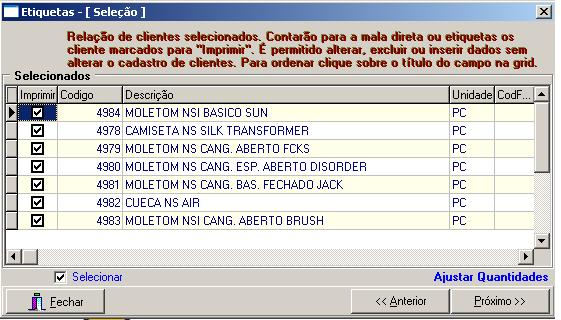 Etiquetas - [ Seleção ]
Relação de clientes selecionados. Contarão para a mala direta ou etiquetas os
cliente marcados para "Imprimir". É permitido alterar, excluir ou inserir dados sem
alterar o cadastro de clientes. Para ordenar clique sobre o título do campo na grid.
Selecionados
Imprimir Codigo Descrição Unidade CodF...
4984 MOLETOM NSI BASICO SUN PC
4978 CAMISETA NS SILK TRANSFORMER PC
4979 MOLETOM NS CANG. ABERTO FCKS PC
4980 MOLETOM NS CANG. ESP. ABERTO DISORDER PC
4981 MOLETOM NS CANG. BAS. FECHADO JACK PC
4982 CUECA NS AIR PC
4983 MOLETOM NSI CANG. ABERTO BRUSH PC
Selecionar Ajustar Quantidades
Fechar << Anterior Próximo >>